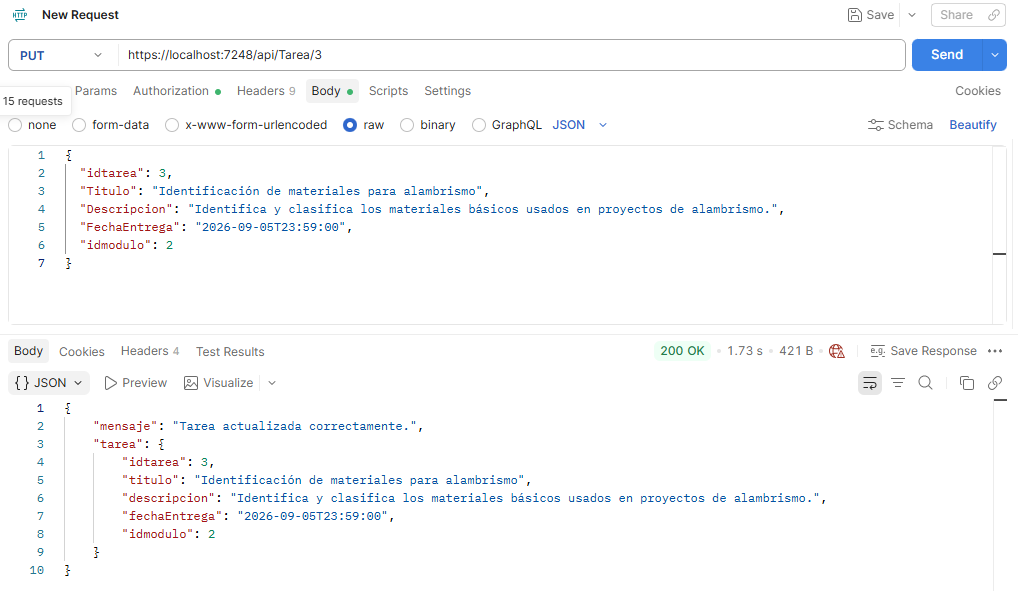 HTTP New Request Save Share
PUT https://localhost:7248/api/Tarea/3 Send
15 requests Params Authorization Headers 9 Body Scripts Settings Cookies
none form-data x-www-form-urlencoded raw binary GraphQL JSON Schema Beautify
1 {
2 "idtarea": 3,
3 "Titulo": "Identificación de materiales para alambrismo",
4 "Descripcion": "Identifica y clasifica los materiales básicos usados en proyectos de alambrismo.",
5 "FechaEntrega": "2026-09-05T23:59:00",
6 "idmodulo": 2
7 }
Body Cookies Headers 4 Test Results 200 OK • 1.73 s • 421 B • e.g. Save Response
{} JSON Preview Visualize
1 {
2 "mensaje": "Tarea actualizada correctamente.",
3 "tarea": {
4 "idtarea": 3,
5 "titulo": "Identificación de materiales para alambrismo",
6 "descripcion": "Identifica y clasifica los materiales básicos usados en proyectos de alambrismo.",
7 "fechaEntrega": "2026-09-05T23:59:00",
8 "idmodulo": 2
9 }
10 }